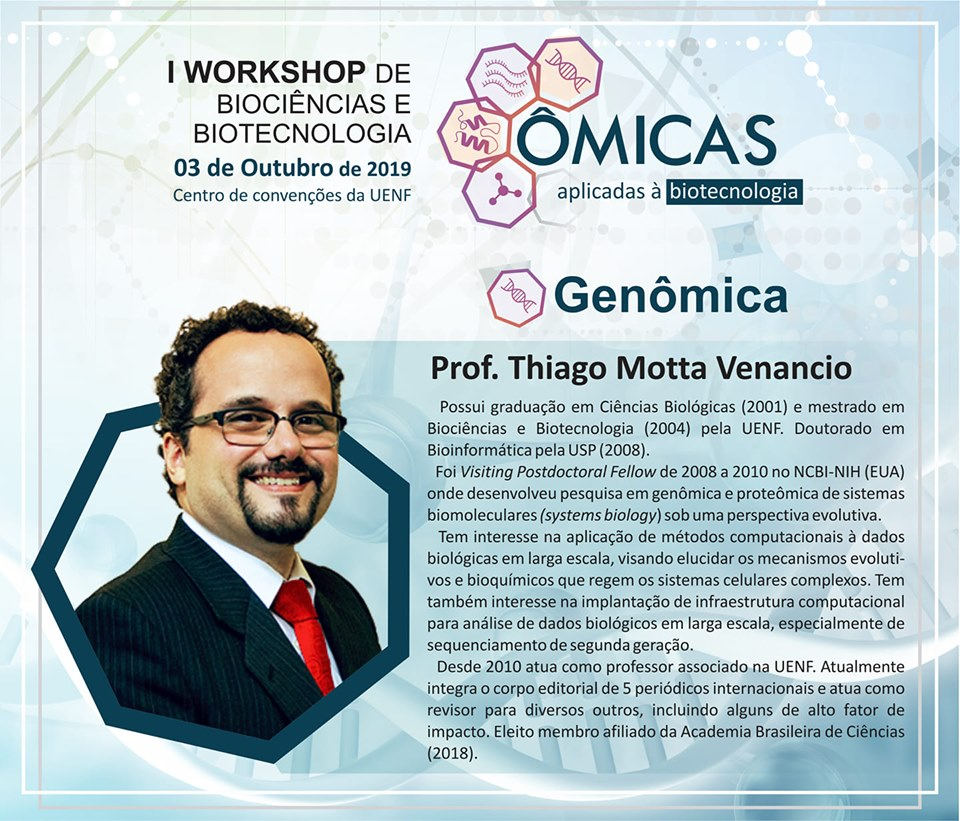 I WORKSHOP DE
BIOCIÊNCIAS E
BIOTECNOLOGIA
03 de Outubro de 2019
Centro de convenções da UENF
ÔMICAS
aplicadas à biotecnologia
Genômica
Prof. Thiago Motta Venancio
Possui graduação em Ciências Biológicas (2001) e mestrado em
Biociências e Biotecnologia (2004) pela UENF. Doutorado em
Bioinformática pela USP (2008).
Foi Visiting Postdoctoral Fellow de 2008 a 2010 no NCBI-NIH (EUA)
onde desenvolveu pesquisa em genômica e proteômica de sistemas
biomoleculares (systems biology) sob uma perspectiva evolutiva.
Tem interesse na aplicação de métodos computacionais à dados
biológicas em larga escala, visando elucidar os mecanismos evoluti-
vos e bioquímicos que regem os sistemas celulares complexos. Tem
também interesse na implantação de infraestrutura computacional
para análise de dados biológicos em larga escala, especialmente de
sequenciamento de segunda geração.
Desde 2010 atua como professor associado na UENF. Atualmente
integra o corpo editorial de 5 periódicos internacionais e atua como
revisor para diversos outros, incluindo alguns de alto fator de
impacto. Eleito membro afiliado da Academia Brasileira de Ciências
(2018).